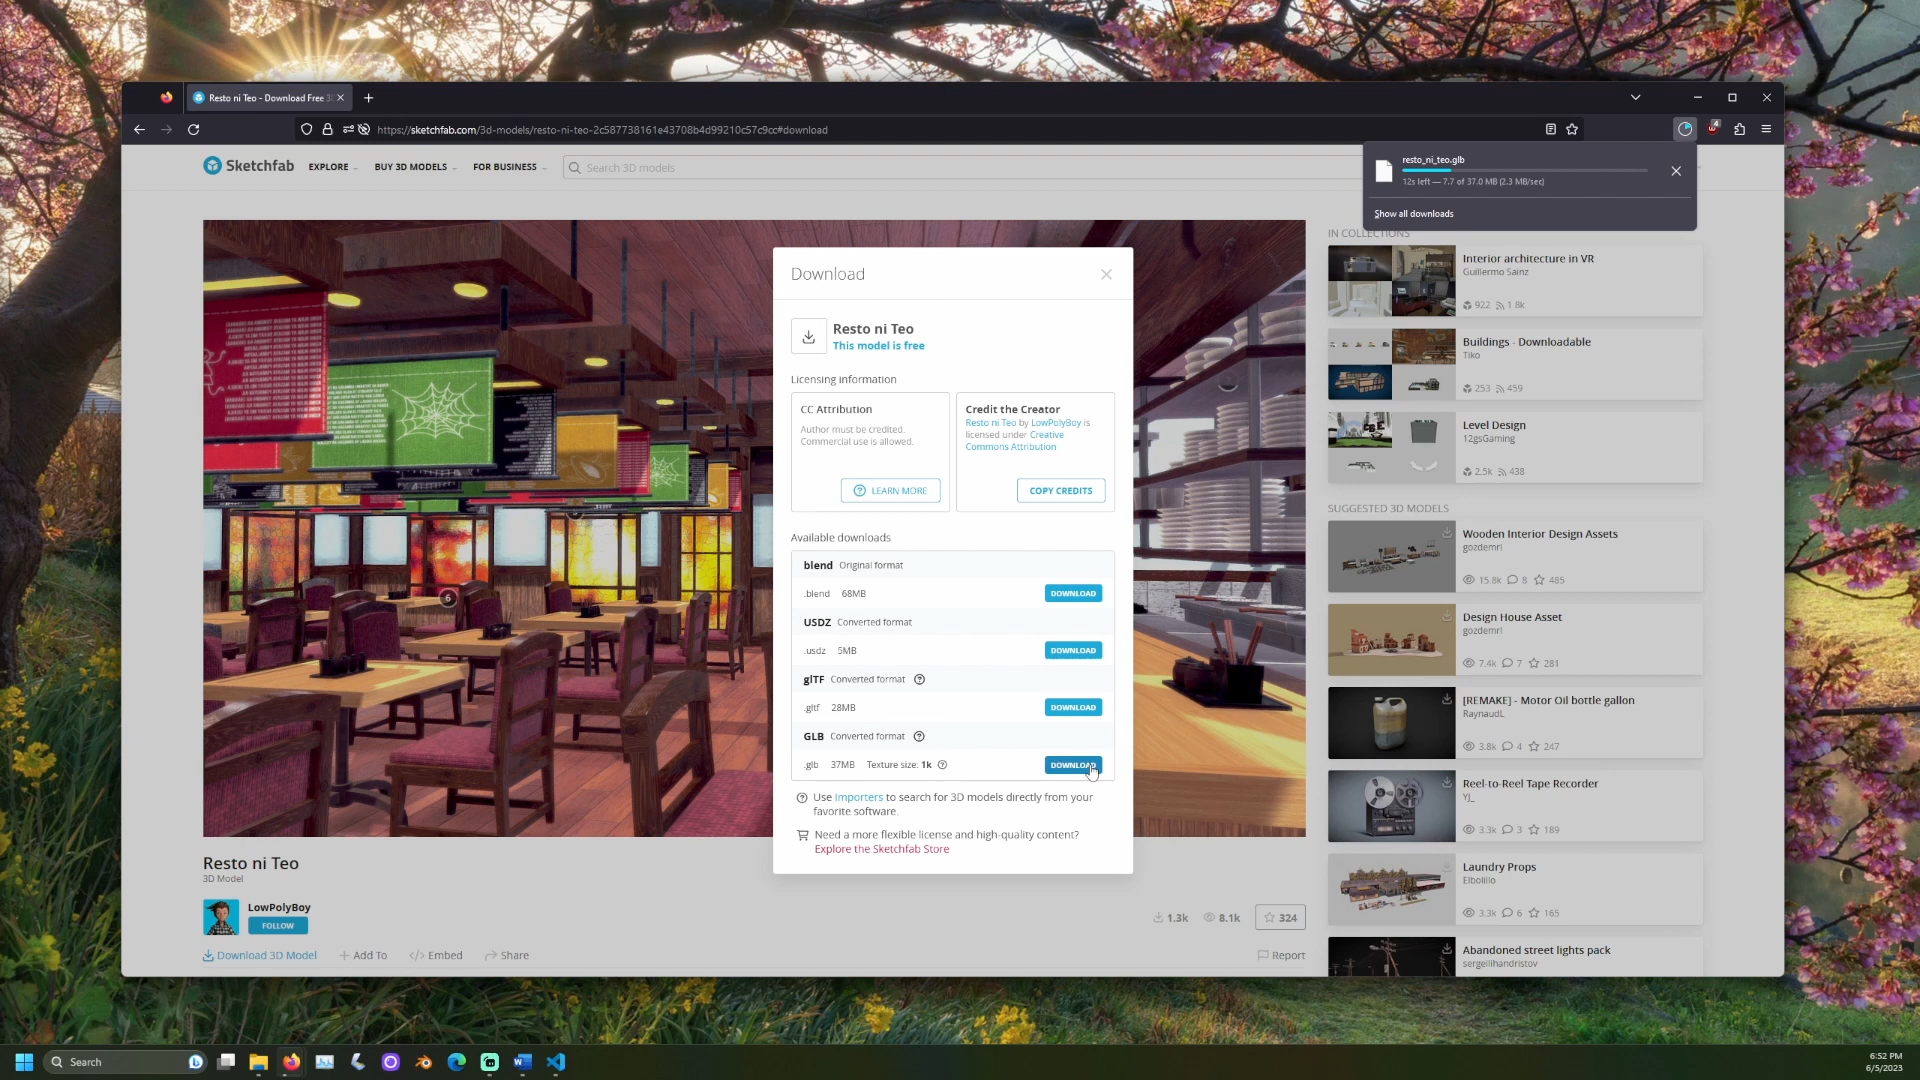 Resto ni Teo - Download Free 3
https://sketchfab.com/3d-models/resto-ni-teo-2c587738161e43708b4d99210c57c9cc#download
4
resto_ni_teo.glb
12s left — 7.7 of 37.0 MB (2.3 MB/sec)
Show all downloads
Sketchfab
EXPLORE
BUY 3D MODELS
FOR BUSINESS
Search 3D models
6
Download
Resto ni Teo
This model is free
Licensing information
CC Attribution
Author must be credited.
Commercial use is allowed.
LEARN MORE
Credit the Creator
Resto ni Teo by LowPolyBoy is
licensed under Creative
Commons Attribution
COPY CREDITS
Available downloads
blend Original format
.blend 68MB DOWNLOAD
USDZ Converted format
.usdz 5MB DOWNLOAD
glTF Converted format
.gltf 28MB DOWNLOAD
GLB Converted format
.glb 37MB Texture size: 1k DOWNLOAD
Use importers to search for 3D models directly from your
favorite software.
Need a more flexible license and high-quality content?
Explore the Sketchfab Store
Resto ni Teo
3D Model
LowPolyBoy
FOLLOW
1.3k 8.1k 324
Download 3D Model Add To Embed Share Report
IN COLLECTIONS
Interior architecture in VR
Guillermo Sainz
922 1.8k
Buildings - Downloadable
Tiko
253 459
Level Design
12gsGaming
2.5k 438
SUGGESTED 3D MODELS
Wooden Interior Design Assets
gozdemrl
15.8k 8 485
Design House Asset
gozdemrl
7.4k 7 281
[REMAKE] - Motor Oil bottle gallon
RaynaudL
3.8k 4 247
Reel-to-Reel Tape Recorder
YJ_
3.3k 3 189
Laundry Props
Elbolillo
3.3k 6 165
Abandoned street lights pack
sergeilihandristov
Search
6:52 PM
6/5/2023